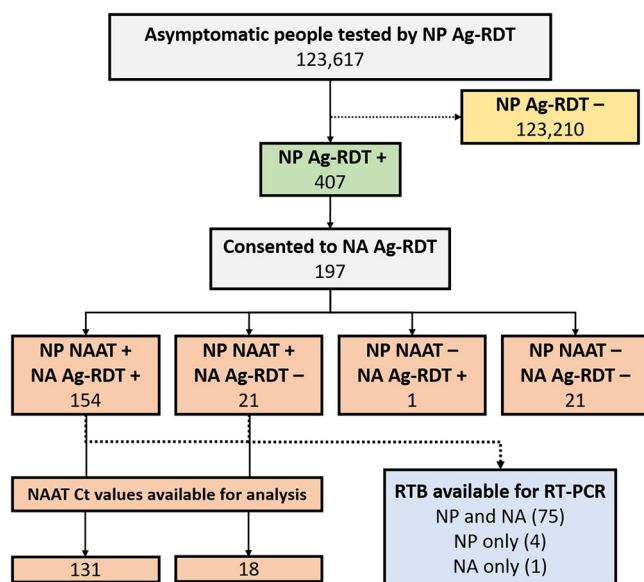 Asymptomatic people tested by NP Ag-RDT
123,617
NP Ag-RDT –
123,210
NP Ag-RDT +
407
Consented to NA Ag-RDT
197
NP NAAT +
NA Ag-RDT +
154
NP NAAT +
NA Ag-RDT –
21
NP NAAT –
NA Ag-RDT +
1
NP NAAT –
NA Ag-RDT –
21
NAAT Ct values available for analysis
131
18
RTB available for RT-PCR
NP and NA (75)
NP only (4)
NA only (1)